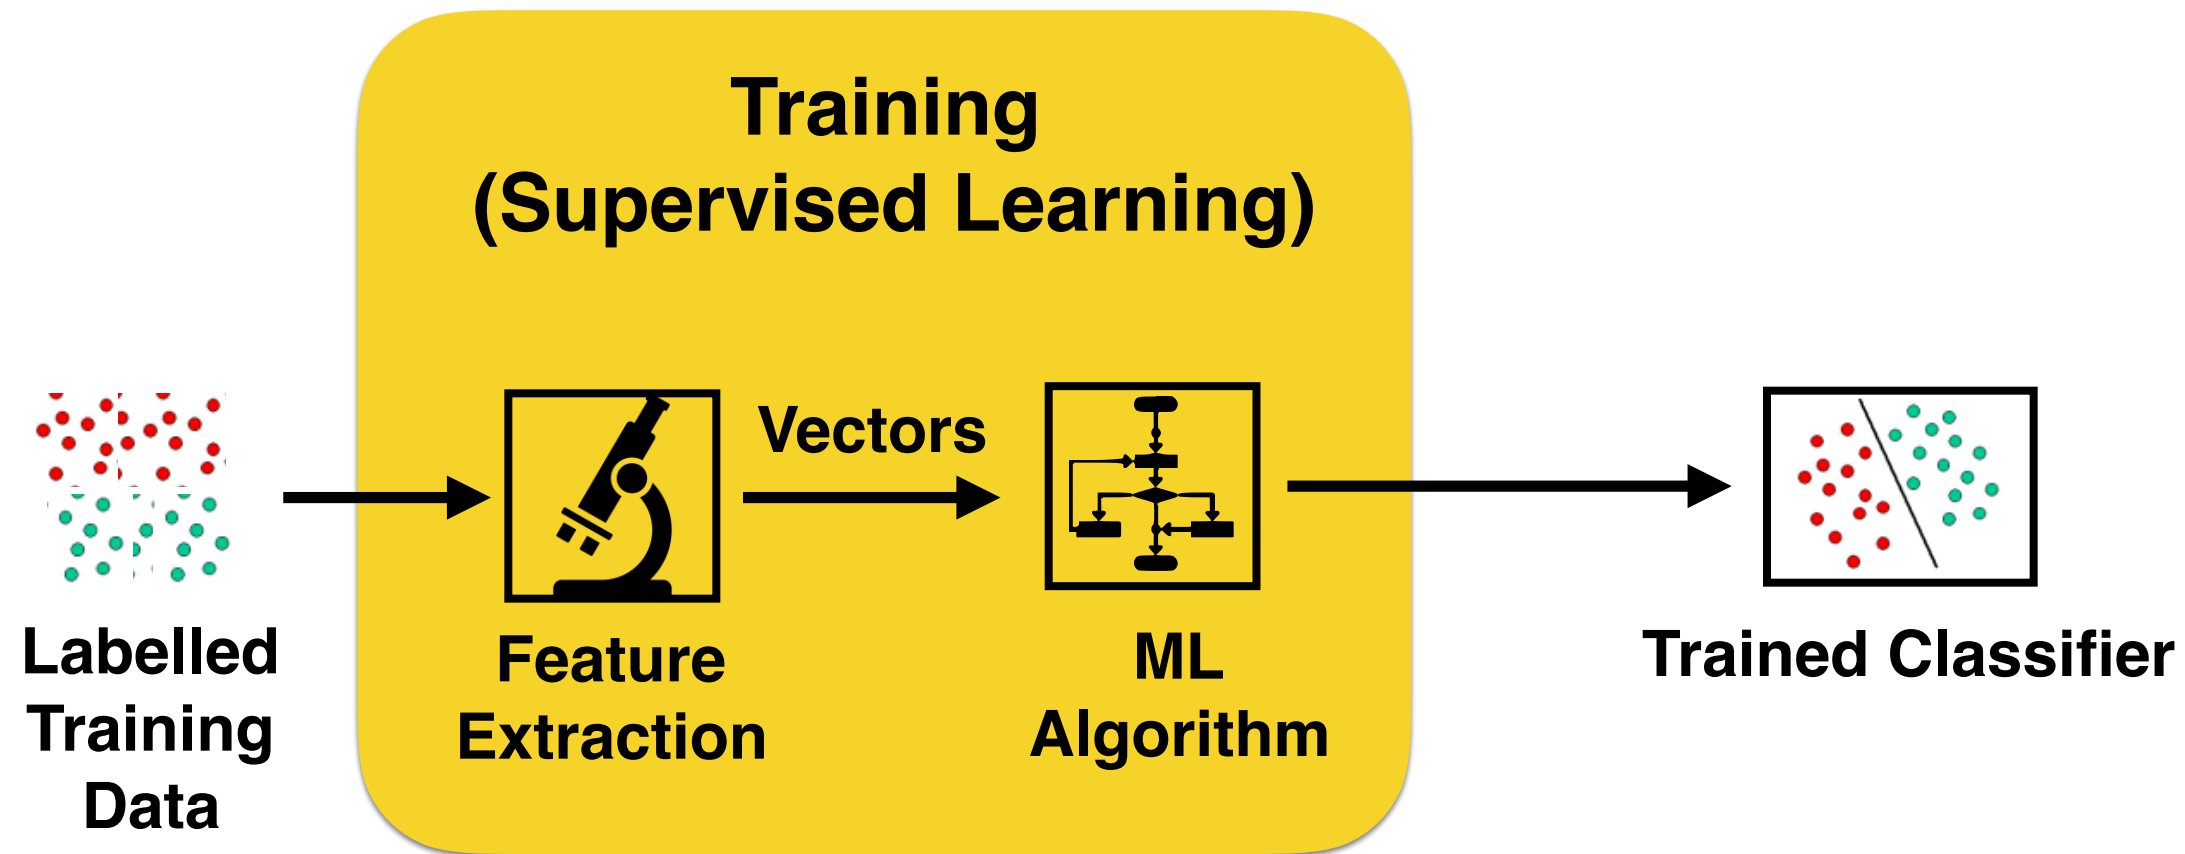 Training
(Supervised Learning)
Vectors
Labelled
Training
Data
Feature
Extraction
ML
Algorithm
Trained Classifier